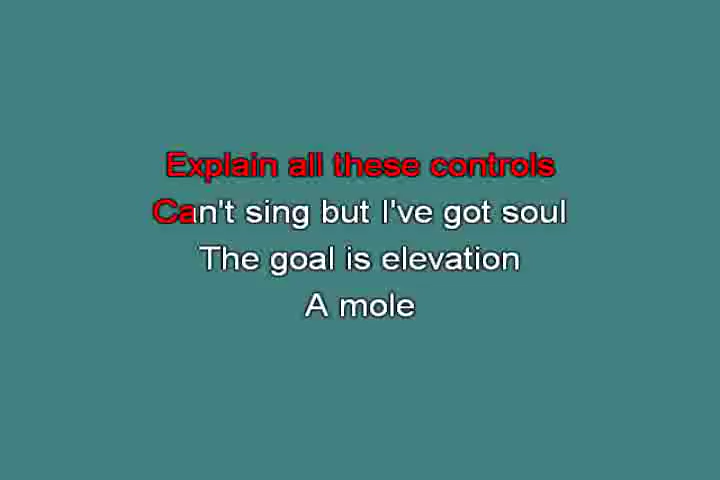 Explain all these controls
Can't sing but I've got soul
The goal is elevation
A mole